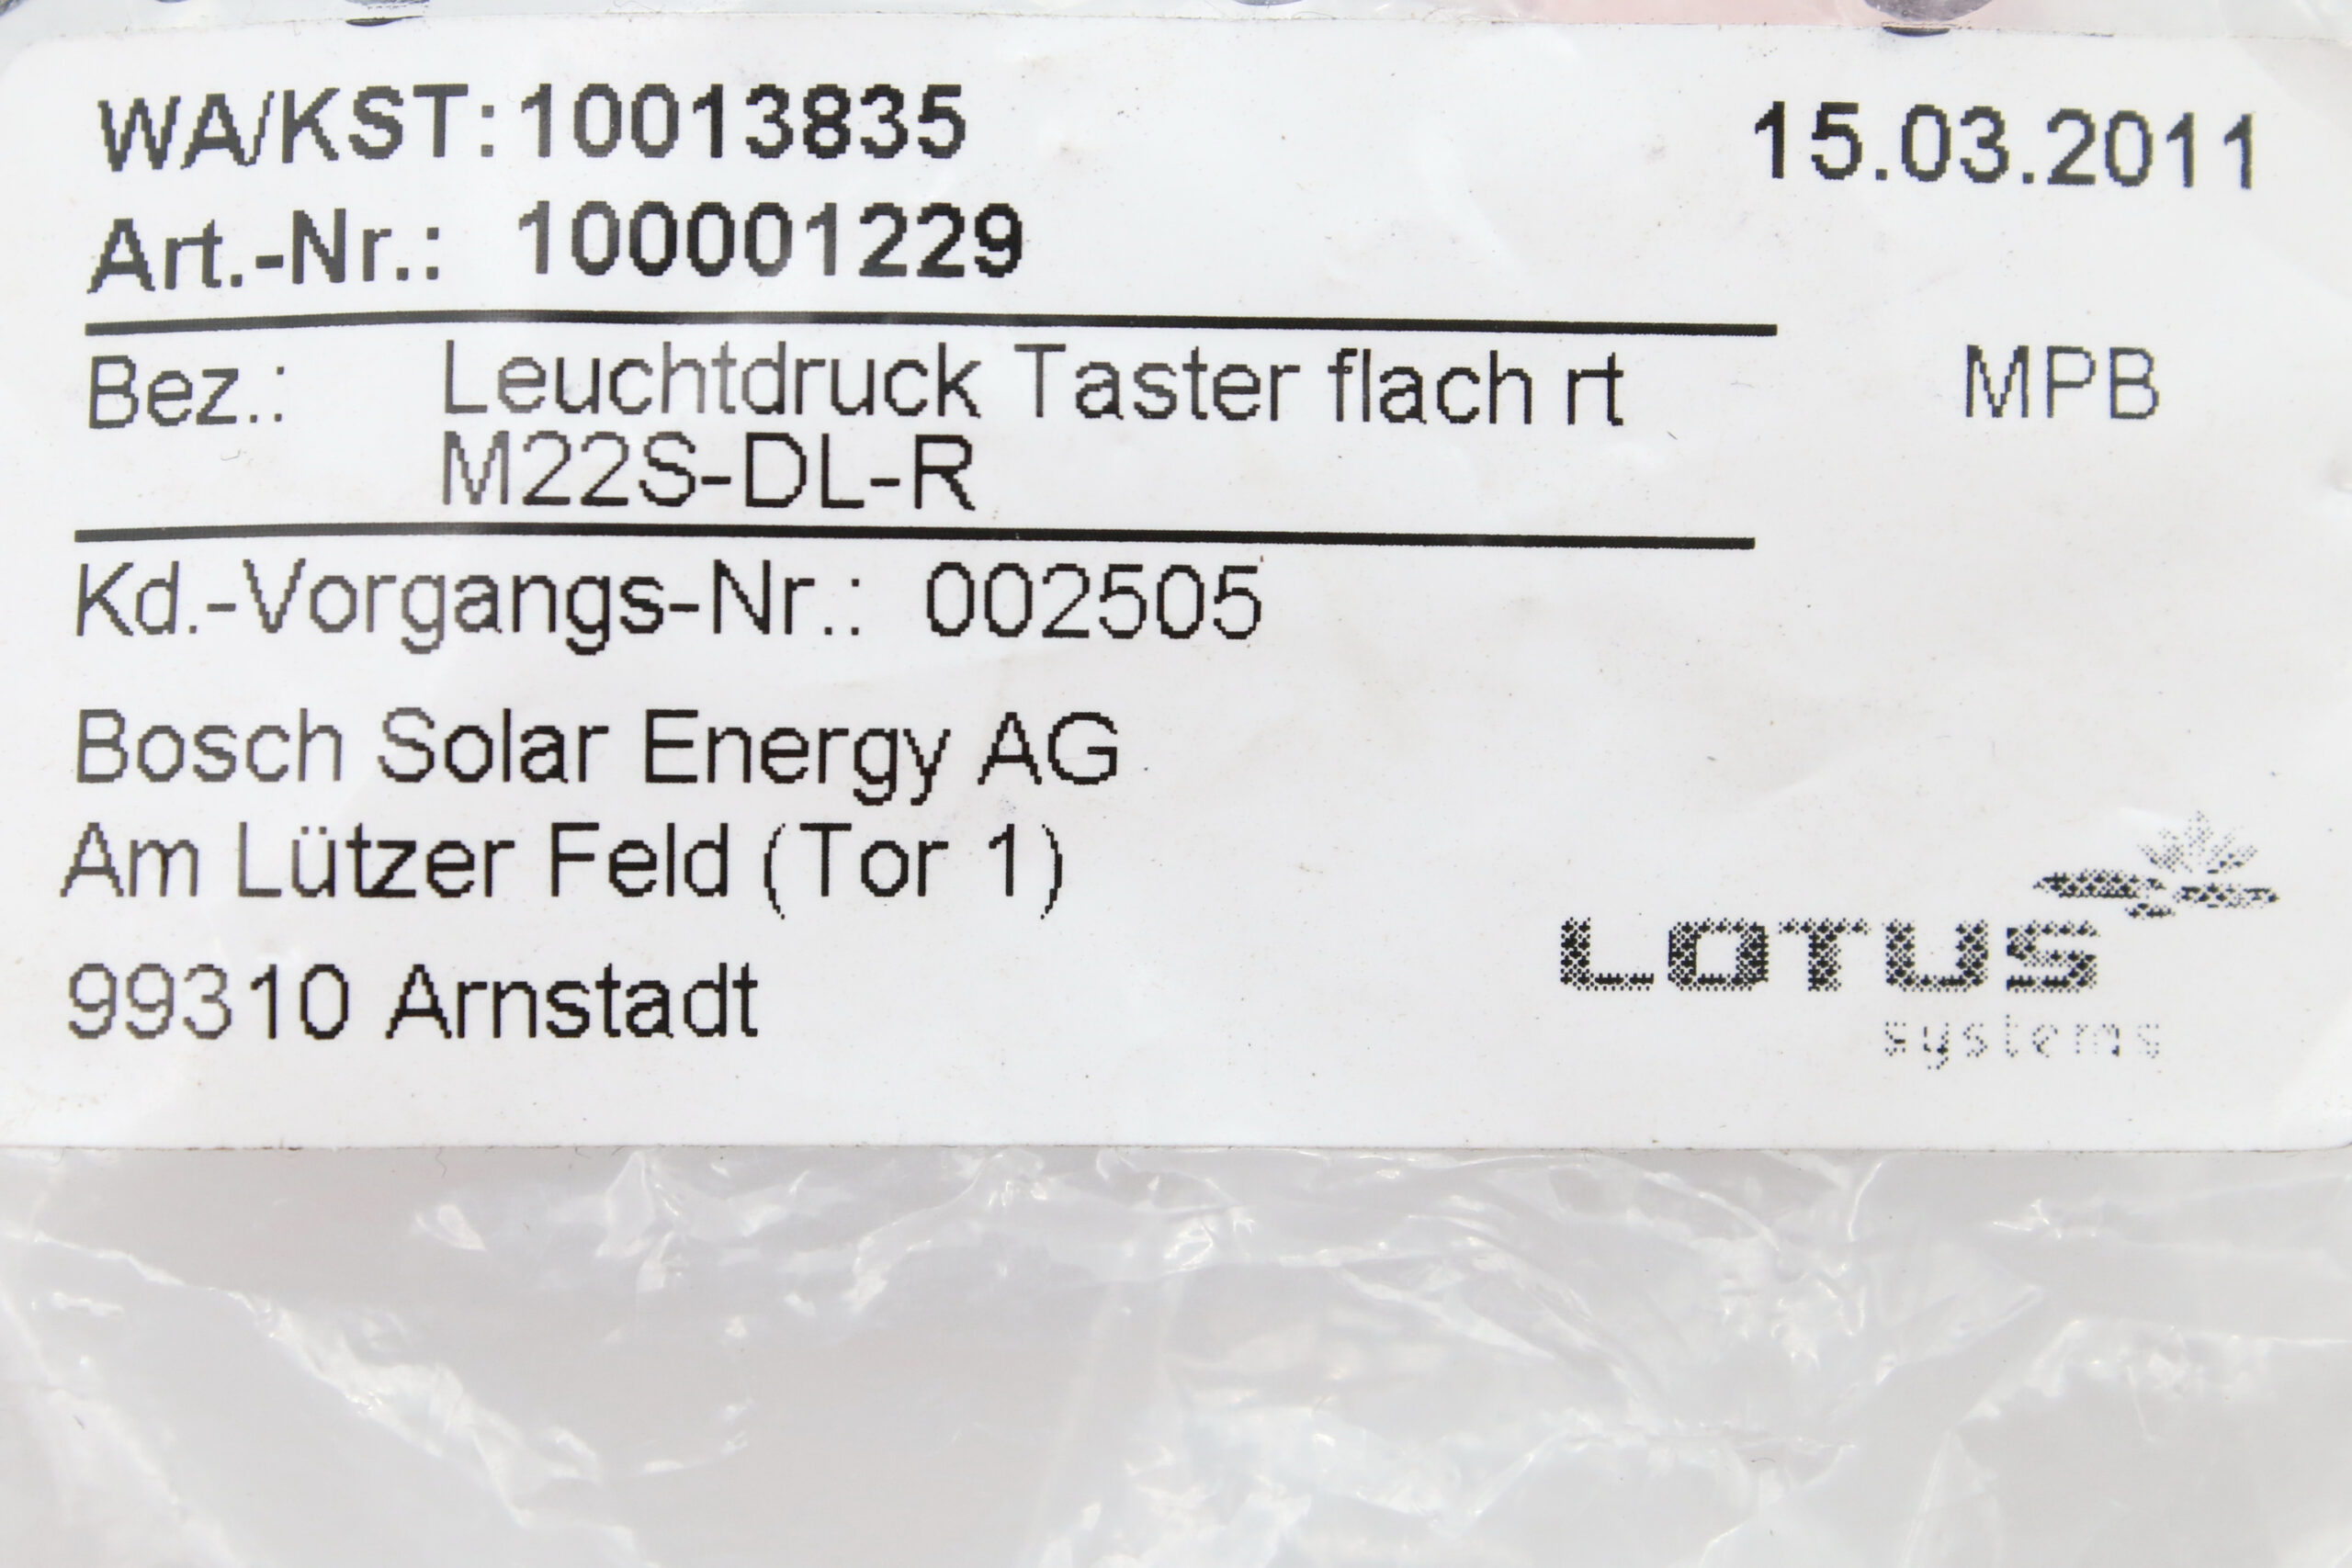 WA/KST: 10013835 15.03.2011
Art.-Nr.: 100001229
Bez.: Leuchtdruck Taster flach rt MPB
M22S-DL-R
Kd.-Vorgangs-Nr.: 002505
Bosch Solar Energy AG
Am Lützer Feld (Tor 1)
99310 Arnstadt
LOTUS
systems